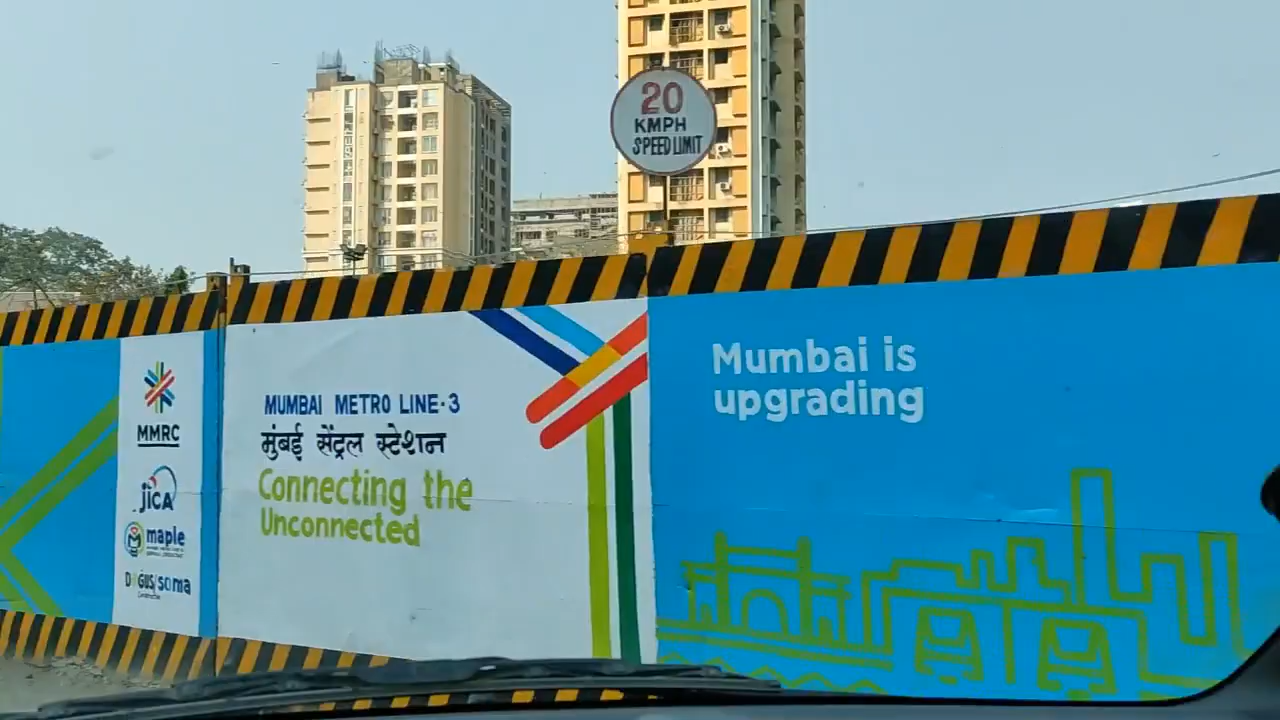 20
KMPH
SPEED LIMIT
MMRC
JICA
maple
DOGUS/soma
MUMBAI METRO LINE-3
मुंबई सेंट्रल स्टेशन
Connecting the
Unconnected
Mumbai is
upgrading